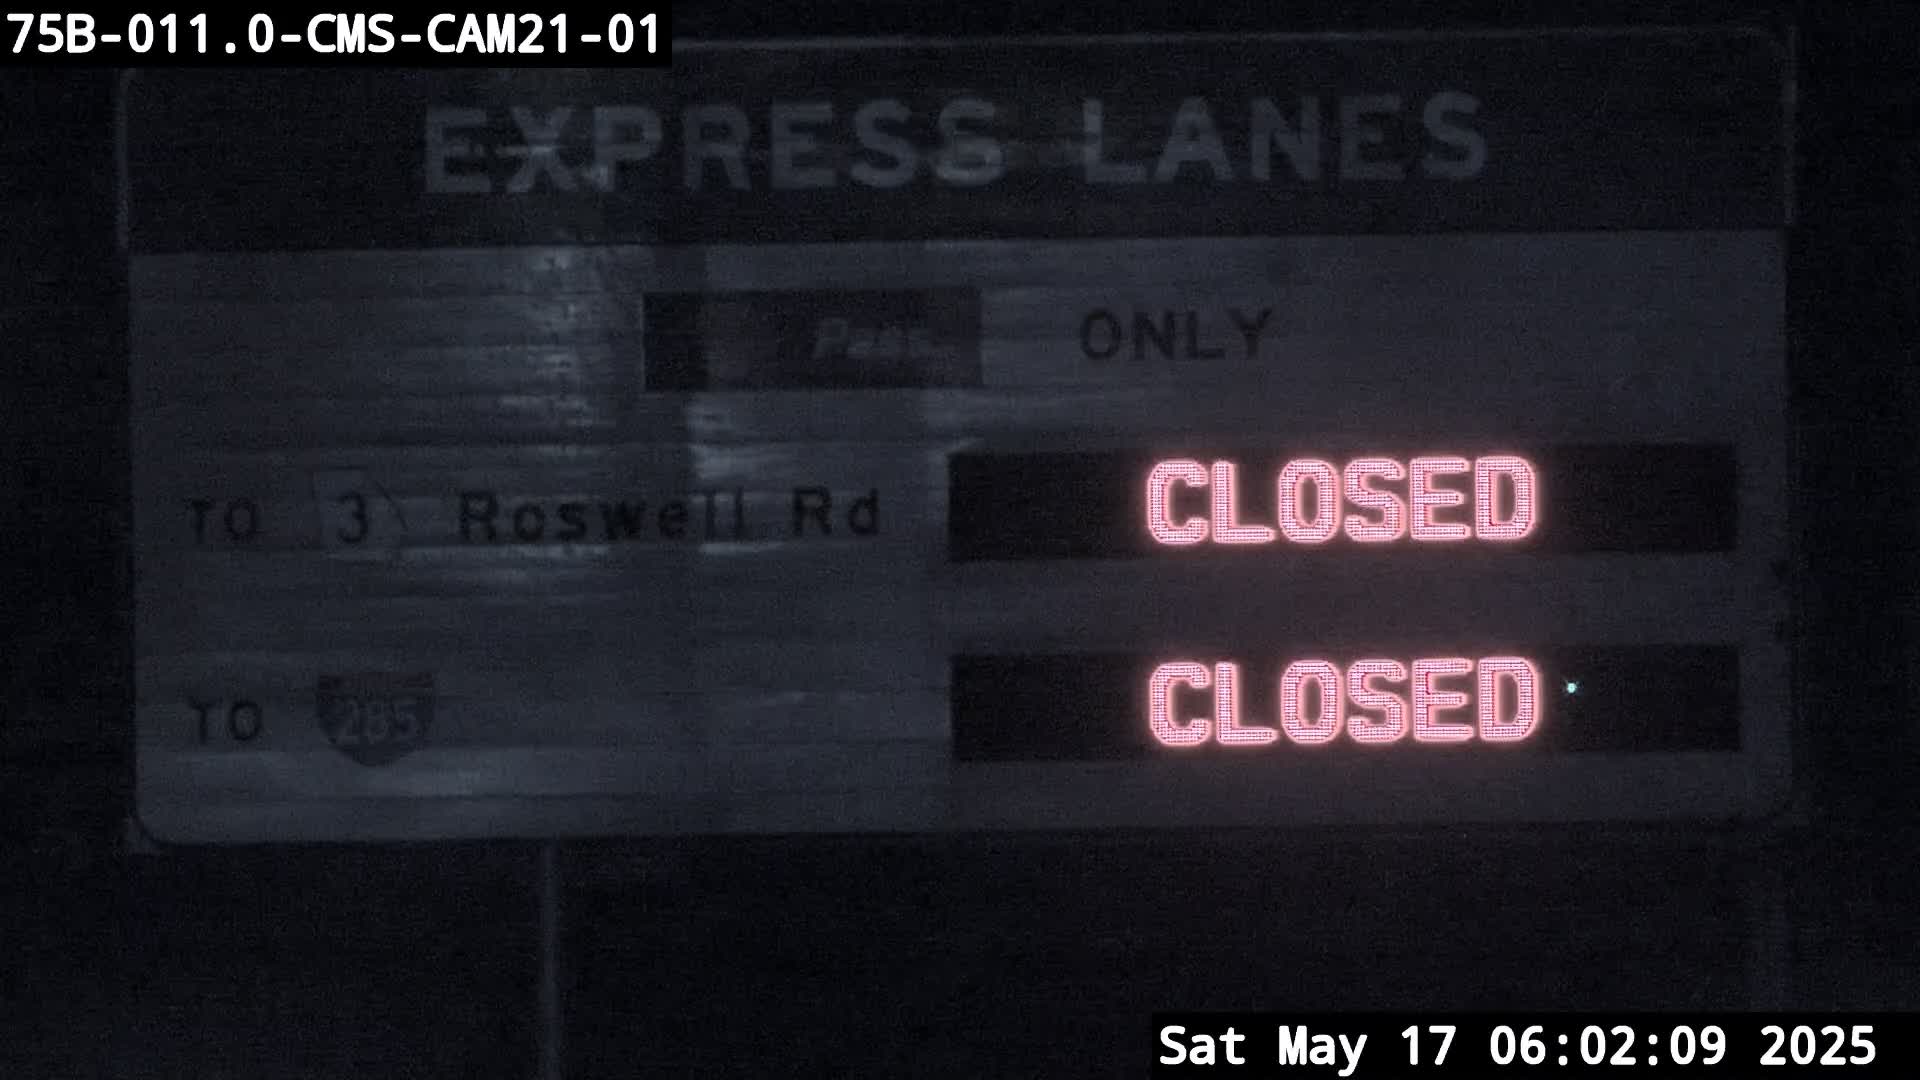 75B-011.0-CMS-CAM21-01
EXPRESS LANES
Pass ONLY
TO 3 Roswell Rd CLOSED
TO 285 CLOSED
Sat May 17 06:02:09 2025